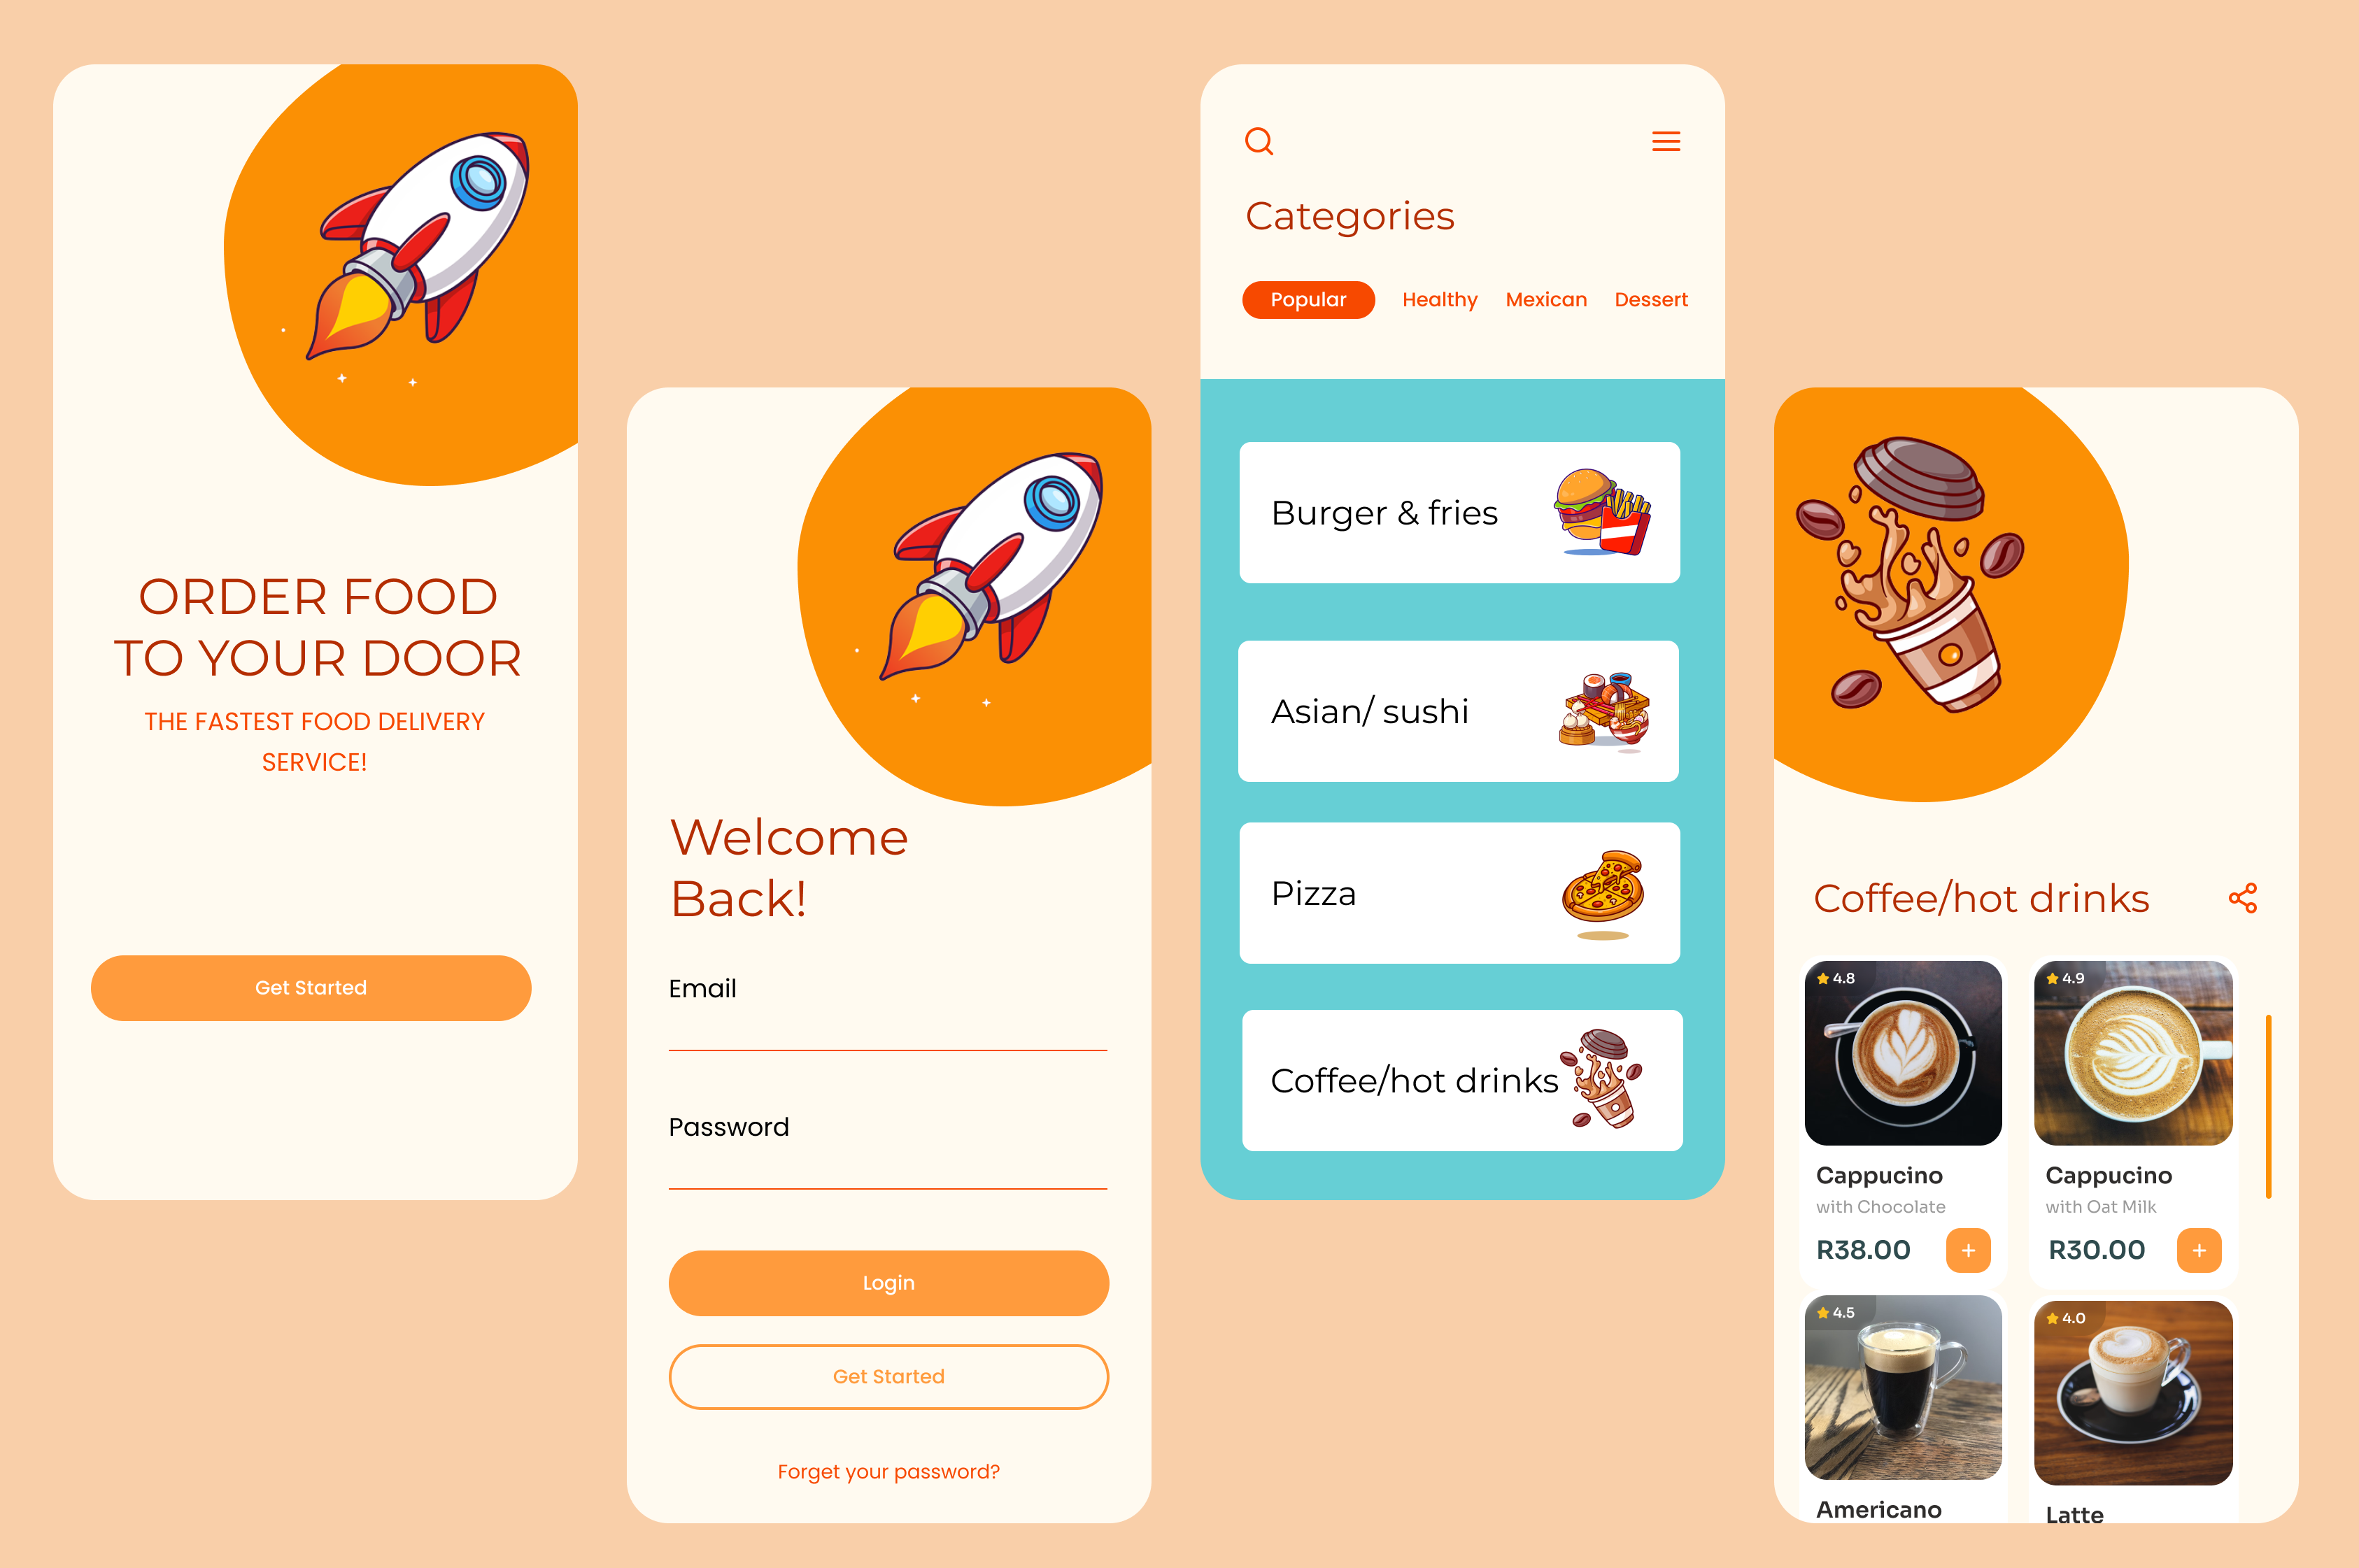 ORDER FOOD
TO YOUR DOOR
THE FASTEST FOOD DELIVERY
SERVICE!
Get Started
Welcome
Back!
Email
Password
Login
Get Started
Forget your password?
Categories
Popular Healthy Mexican Dessert
Burger & fries
Asian/ sushi
Pizza
Coffee/hot drinks
Coffee/hot drinks
4.8
Cappucino
with Chocolate
R38.00
+
4.9
Cappucino
with Oat Milk
R30.00
+
4.5
Americano
4.0
Latte